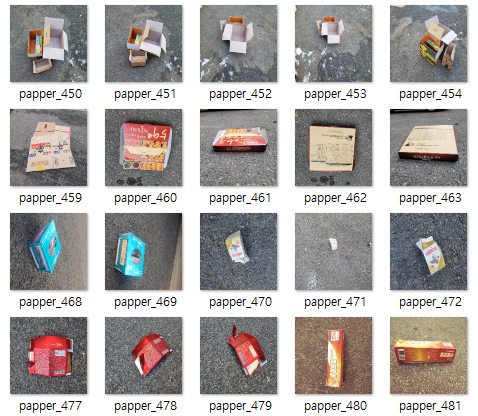 papper_450 papper_451 papper_452 papper_453 papper_454
papper_459 papper_460 papper_461 papper_462 papper_463
papper_468 papper_469 papper_470 papper_471 papper_472
papper_477 papper_478 papper_479 papper_480 papper_481